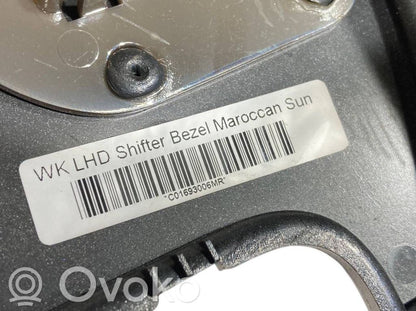 WK LHD Shifter Bezel Maroccan Sun
*C01693006MR*
Ovoko